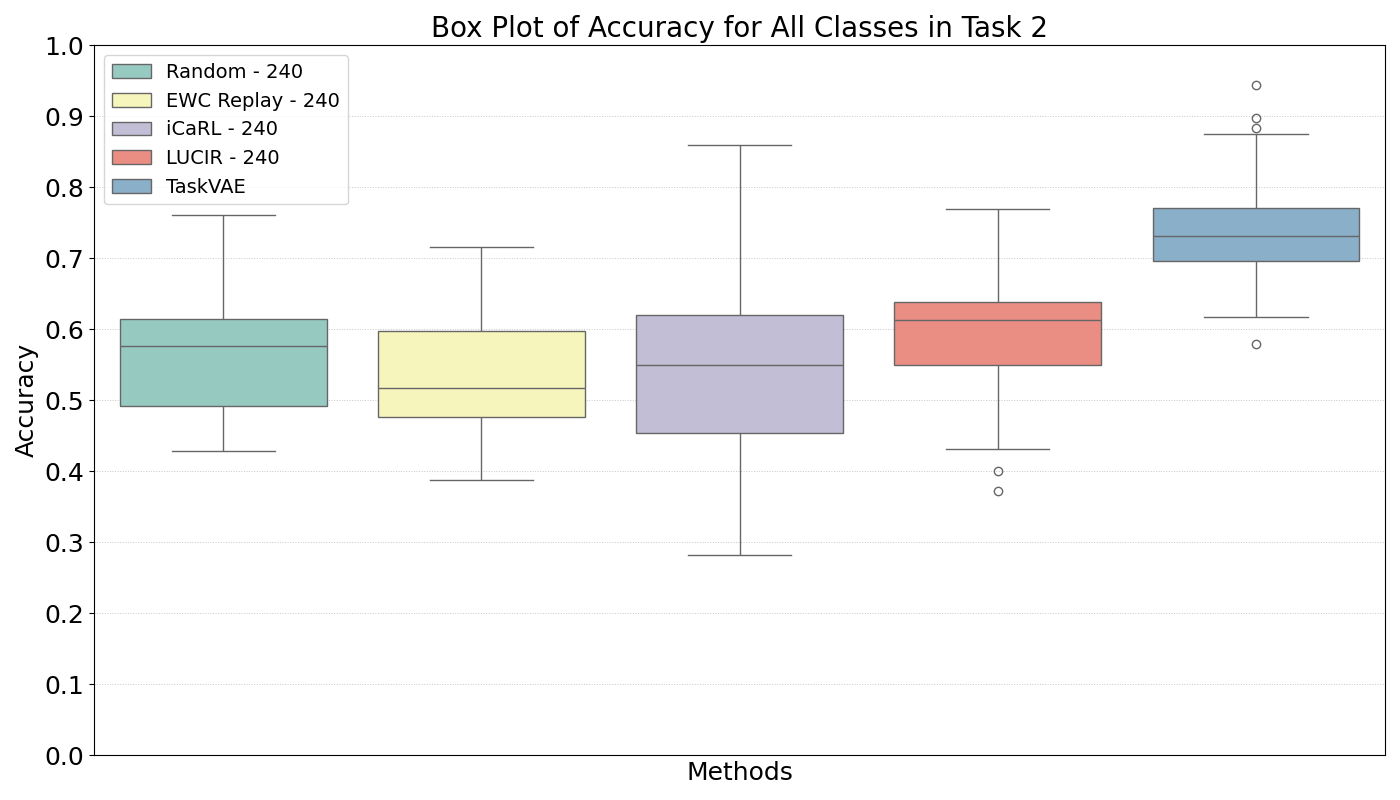 Box Plot of Accuracy for All Classes in Task 2
1.0
0.9
0.8
0.7
0.6
0.5
0.4
0.3
0.2
0.1
0.0
Accuracy
Random - 240
EWC Replay - 240
iCaRL - 240
LUCIR - 240
TaskVAE
Methods